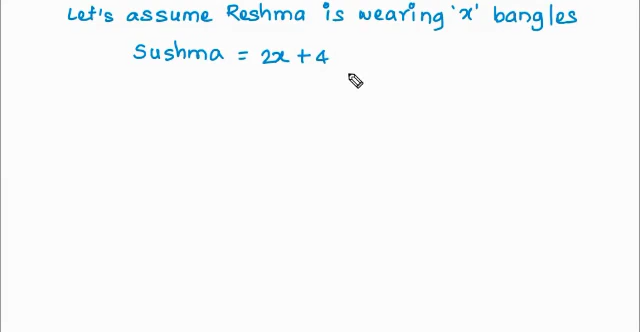 Let's assume Reshma is wearing 'x' bangles
Sushma = 2x + 4